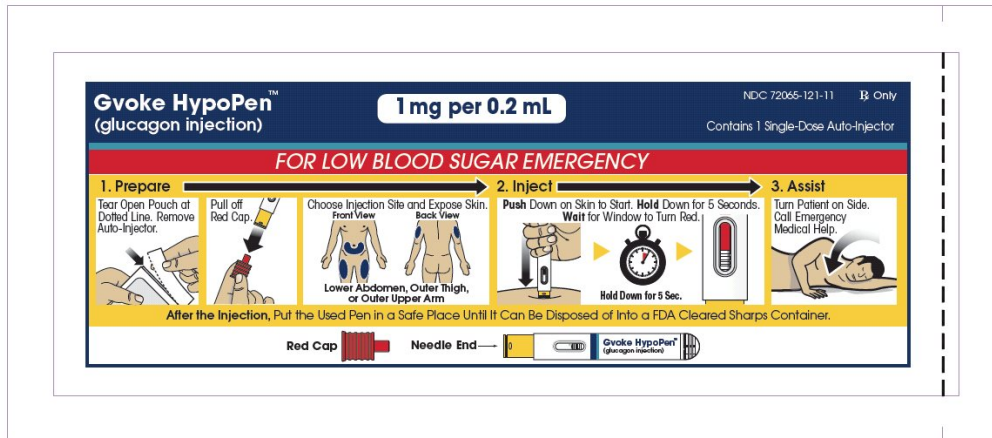 Gvoke HypoPen™
(glucagon injection)
1 mg per 0.2 mL
NDC 72065-121-11 ℞ Only
Contains 1 Single-Dose Auto-Injector
FOR LOW BLOOD SUGAR EMERGENCY
1. Prepare
Tear Open Pouch at
Dotted Line. Remove
Auto-Injector.
Pull off
Red Cap.
Choose Injection Site and Expose Skin.
Front View Back View
Lower Abdomen, Outer Thigh,
or Outer Upper Arm
2. Inject
Push Down on Skin to Start. Hold Down for 5 Seconds.
Wait for Window to Turn Red.
Hold Down for 5 Sec.
3. Assist
Turn Patient on Side.
Call Emergency
Medical Help.
After the Injection, Put the Used Pen in a Safe Place Until It Can Be Disposed of Into a FDA Cleared Sharps Container.
Red Cap
Needle End
Gvoke HypoPen™
(glucagon injection)